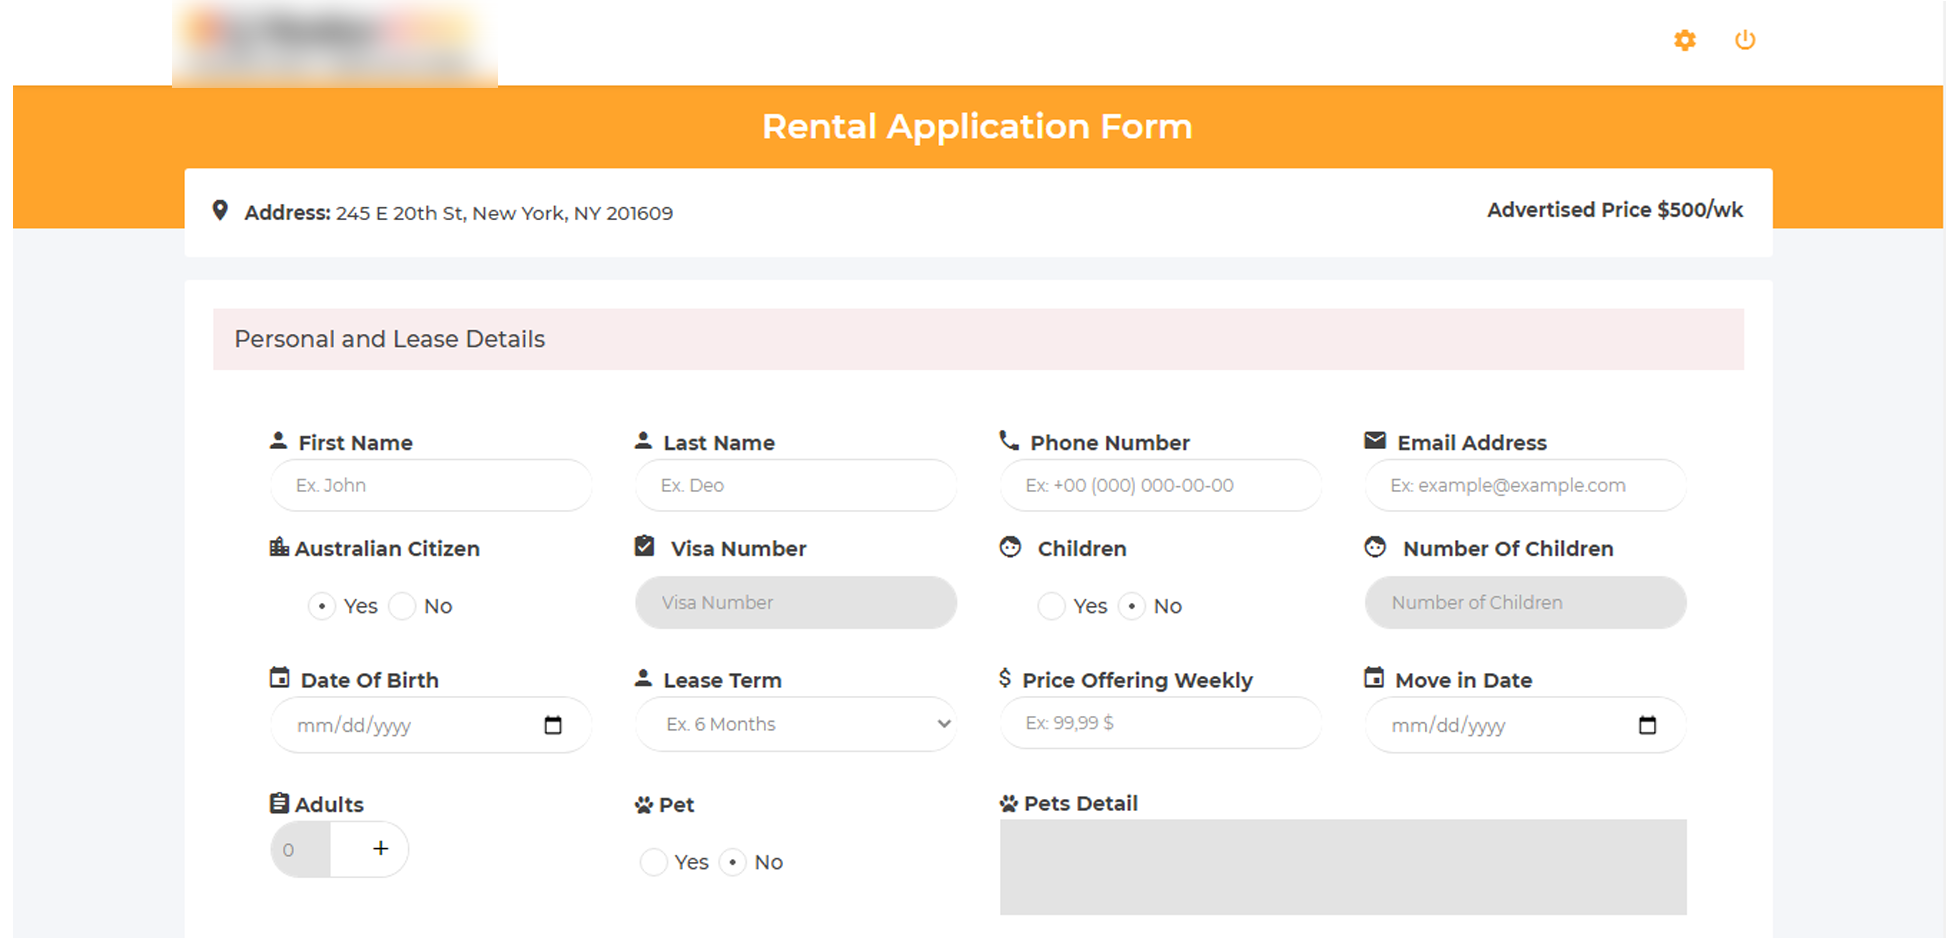 Rental Application Form
Address: 245 E 20th St, New York, NY 201609
Advertised Price $500/wk
Personal and Lease Details
First Name
Last Name
Phone Number
Email Address
Ex. John
Ex. Deo
Ex: +00 (000) 000-00-00
Ex: example@example.com
Australian Citizen
Visa Number
Children
Number Of Children
Yes No
Visa Number
Yes No
Number of Children
Date Of Birth
Lease Term
$ Price Offering Weekly
Move in Date
mm/dd/yyyy
Ex. 6 Months
Ex: 99,99 $
mm/dd/yyyy
Adults
Pet
Pets Detail
0 +
Yes No